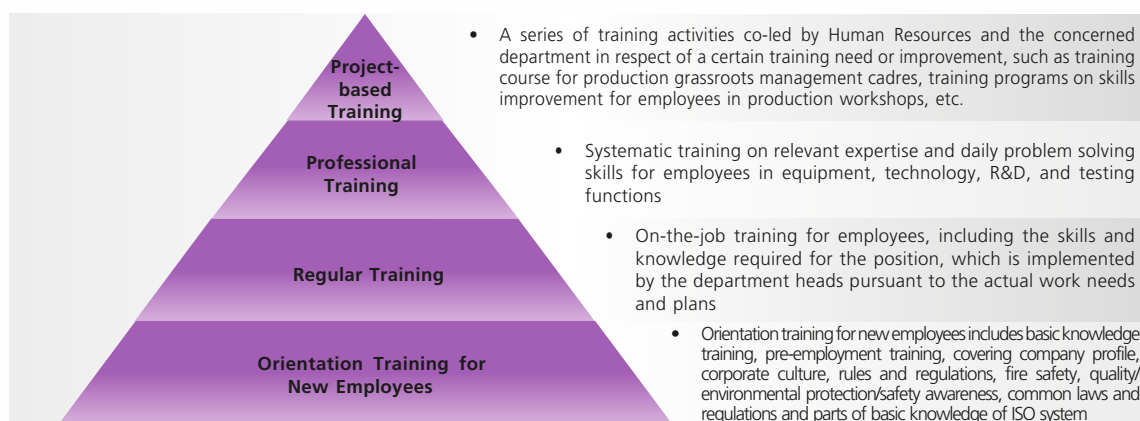 Project-
based
Training
• A series of training activities co-led by Human Resources and the concerned
department in respect of a certain training need or improvement, such as training
course for production grassroots management cadres, training programs on skills
improvement for employees in production workshops, etc.
Professional
Training
• Systematic training on relevant expertise and daily problem solving
skills for employees in equipment, technology, R&D, and testing
functions
Regular Training
• On-the-job training for employees, including the skills and
knowledge required for the position, which is implemented
by the department heads pursuant to the actual work needs
and plans
Orientation Training for
New Employees
• Orientation training for new employees includes basic knowledge
training, pre-employment training, covering company profile,
corporate culture, rules and regulations, fire safety, quality/
environmental protection/safety awareness, common laws and
regulations and parts of basic knowledge of ISO system